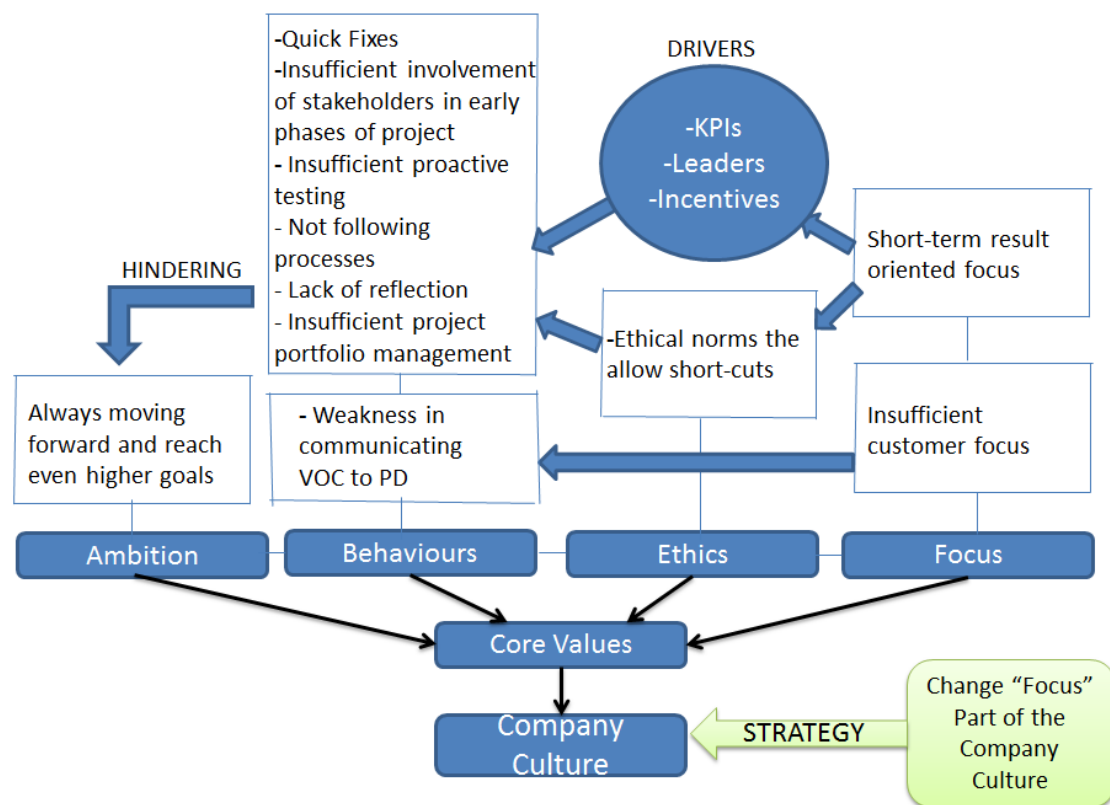 -Quick Fixes
-Insufficient involvement
of stakeholders in early
phases of project
- Insufficient proactive
testing
- Not following
processes
- Lack of reflection
- Insufficient project
portfolio management
DRIVERS
-KPIs
-Leaders
-Incentives
Short-term result
oriented focus
HINDERING
-Ethical norms the
allow short-cuts
Always moving
forward and reach
even higher goals
- Weakness in
communicating
VOC to PD
Insufficient
customer focus
Ambition
Behaviours
Ethics
Focus
Core Values
Company
Culture
STRATEGY
Change “Focus”
Part of the
Company
Culture